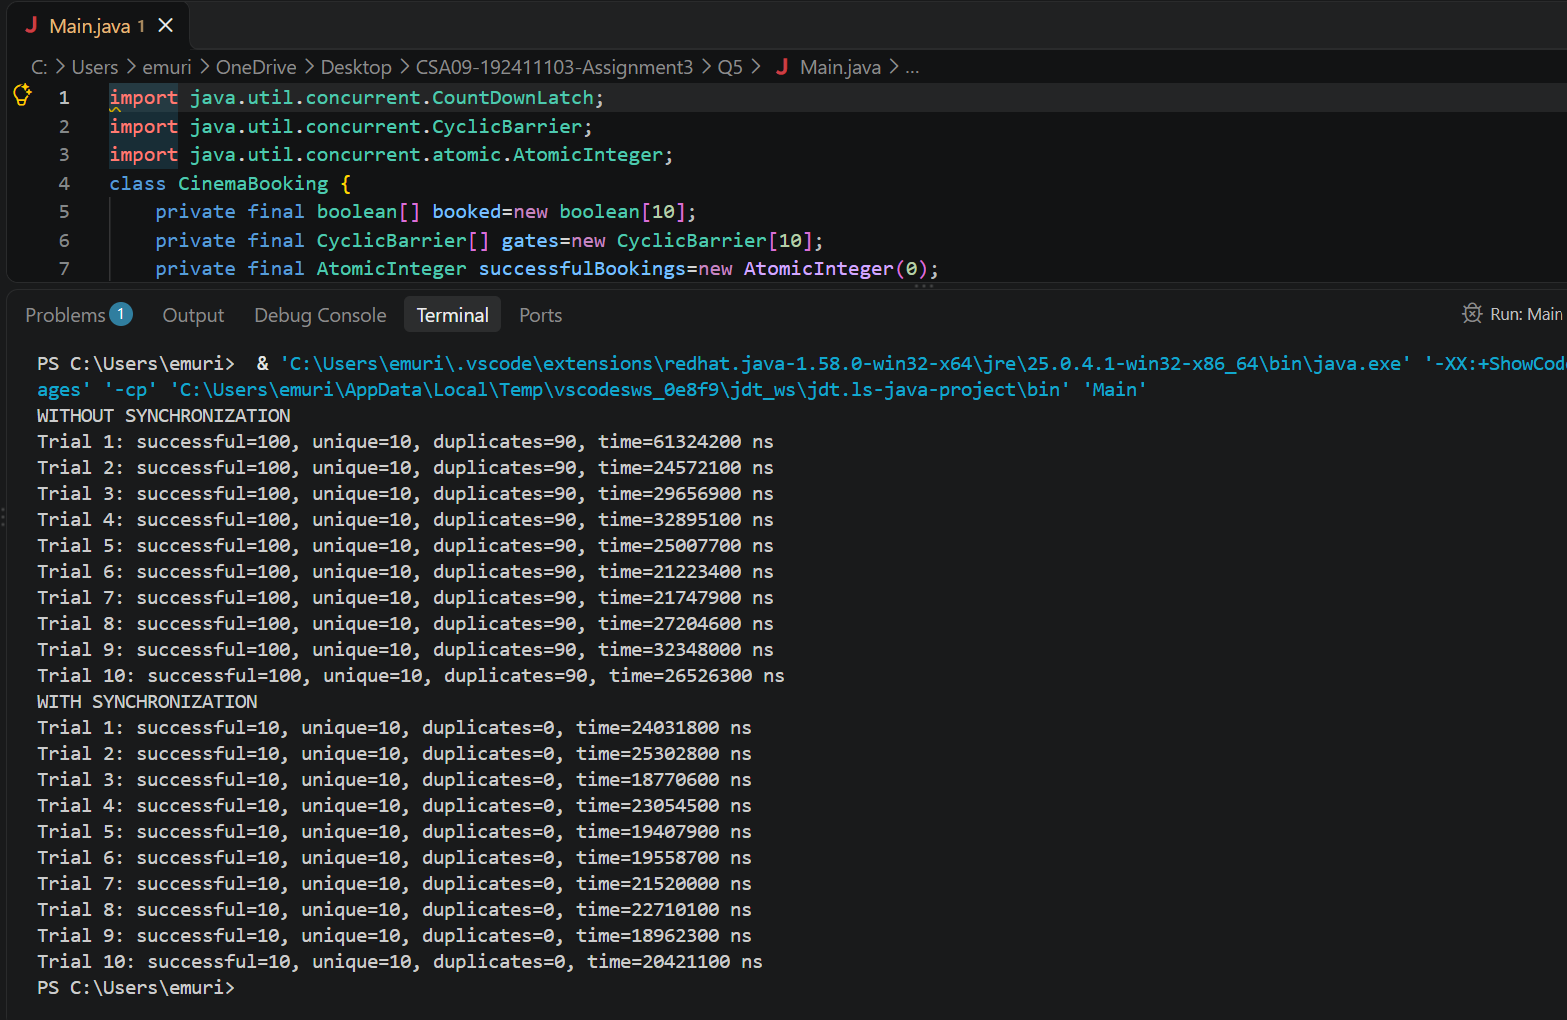 J Main.java 1 ×
C: > Users > emuri > OneDrive > Desktop > CSA09-192411103-Assignment3 > Q5 > J Main.java > ...
1 import java.util.concurrent.CountDownLatch;
2 import java.util.concurrent.CyclicBarrier;
3 import java.util.concurrent.atomic.AtomicInteger;
4 class CinemaBooking {
5 private final boolean[] booked=new boolean[10];
6 private final CyclicBarrier[] gates=new CyclicBarrier[10];
7 private final AtomicInteger successfulBookings=new AtomicInteger(0);
Problems 1 Output Debug Console Terminal Ports Run: Main
PS C:\Users\emuri>  & 'C:\Users\emuri\.vscode\extensions\redhat.java-1.58.0-win32-x64\jre\25.0.4.1-win32-x86_64\bin\java.exe' '-XX:+ShowCod
ages' '-cp' 'C:\Users\emuri\AppData\Local\Temp\vscodesws_0e8f9\jdt_ws\jdt.ls-java-project\bin' 'Main'
WITHOUT SYNCHRONIZATION
Trial 1: successful=100, unique=10, duplicates=90, time=61324200 ns
Trial 2: successful=100, unique=10, duplicates=90, time=24572100 ns
Trial 3: successful=100, unique=10, duplicates=90, time=29656900 ns
Trial 4: successful=100, unique=10, duplicates=90, time=32895100 ns
Trial 5: successful=100, unique=10, duplicates=90, time=25007700 ns
Trial 6: successful=100, unique=10, duplicates=90, time=21223400 ns
Trial 7: successful=100, unique=10, duplicates=90, time=21747900 ns
Trial 8: successful=100, unique=10, duplicates=90, time=27204600 ns
Trial 9: successful=100, unique=10, duplicates=90, time=32348000 ns
Trial 10: successful=100, unique=10, duplicates=90, time=26526300 ns
WITH SYNCHRONIZATION
Trial 1: successful=10, unique=10, duplicates=0, time=24031800 ns
Trial 2: successful=10, unique=10, duplicates=0, time=25302800 ns
Trial 3: successful=10, unique=10, duplicates=0, time=18770600 ns
Trial 4: successful=10, unique=10, duplicates=0, time=23054500 ns
Trial 5: successful=10, unique=10, duplicates=0, time=19407900 ns
Trial 6: successful=10, unique=10, duplicates=0, time=19558700 ns
Trial 7: successful=10, unique=10, duplicates=0, time=21520000 ns
Trial 8: successful=10, unique=10, duplicates=0, time=22710100 ns
Trial 9: successful=10, unique=10, duplicates=0, time=18962300 ns
Trial 10: successful=10, unique=10, duplicates=0, time=20421100 ns
PS C:\Users\emuri>